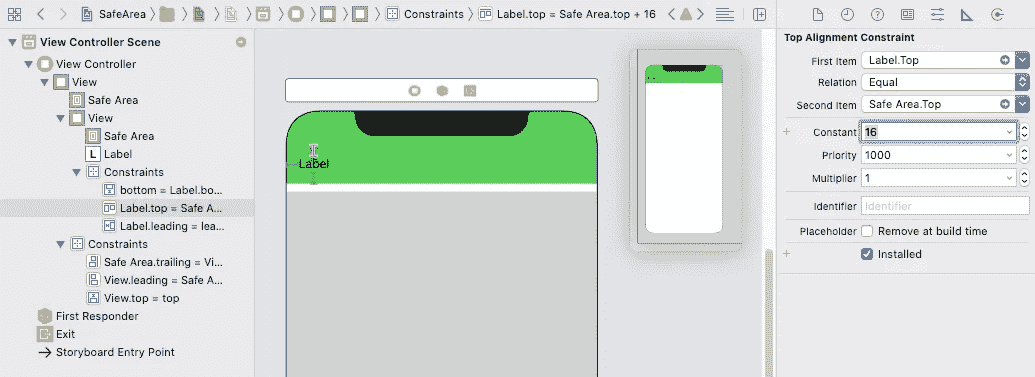 SafeArea
Constraints
Label.top = Safe Area.top + 16
View Controller Scene
View Controller
View
Safe Area
View
Safe Area
L Label
Constraints
bottom = Label.bo...
Label.top = Safe A...
Label.leading = lea...
Constraints
Safe Area.trailing = Vi...
View.leading = Safe A...
View.top = top
First Responder
Exit
Storyboard Entry Point
Label
Top Alignment Constraint
First Item Label.Top
Relation Equal
Second Item Safe Area.Top
Constant 16
Priority 1000
Multiplier 1
Identifier Identifier
Placeholder Remove at build time
Installed